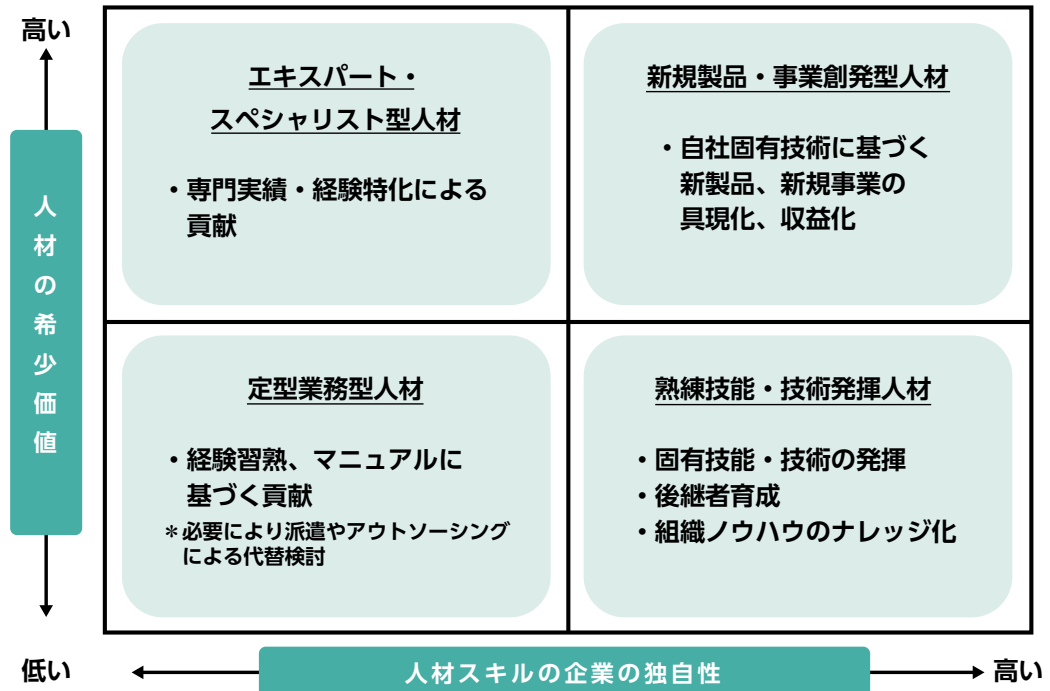 高い
人材の希少価値
エキスパート・
スペシャリスト型人材
・専門実績・経験特化による
貢献
新規製品・事業創発型人材
・自社固有技術に基づく
新製品、新規事業の
具現化、収益化
定型業務型人材
・経験習熟、マニュアルに
基づく貢献
＊必要により派遣やアウトソーシング
による代替検討
熟練技能・技術発揮人材
・固有技能・技術の発揮
・後継者育成
・組織ノウハウのナレッジ化
低い
人材スキルの企業の独自性
高い